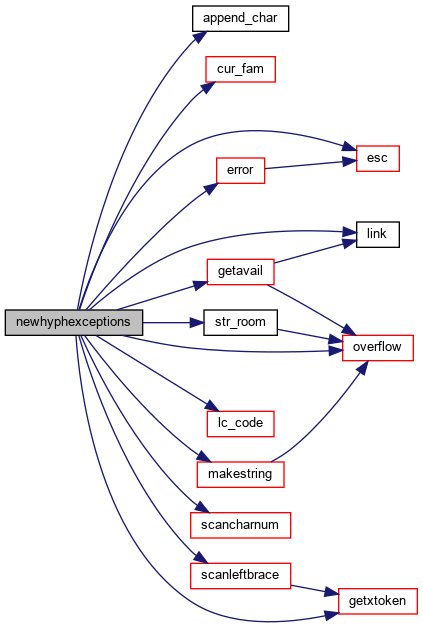 append_char
cur_fam
esc
error
link
getavail
newhyphexceptions
str_room
overflow
lc_code
makestring
scancharnum
scanleftbrace
getxtoken